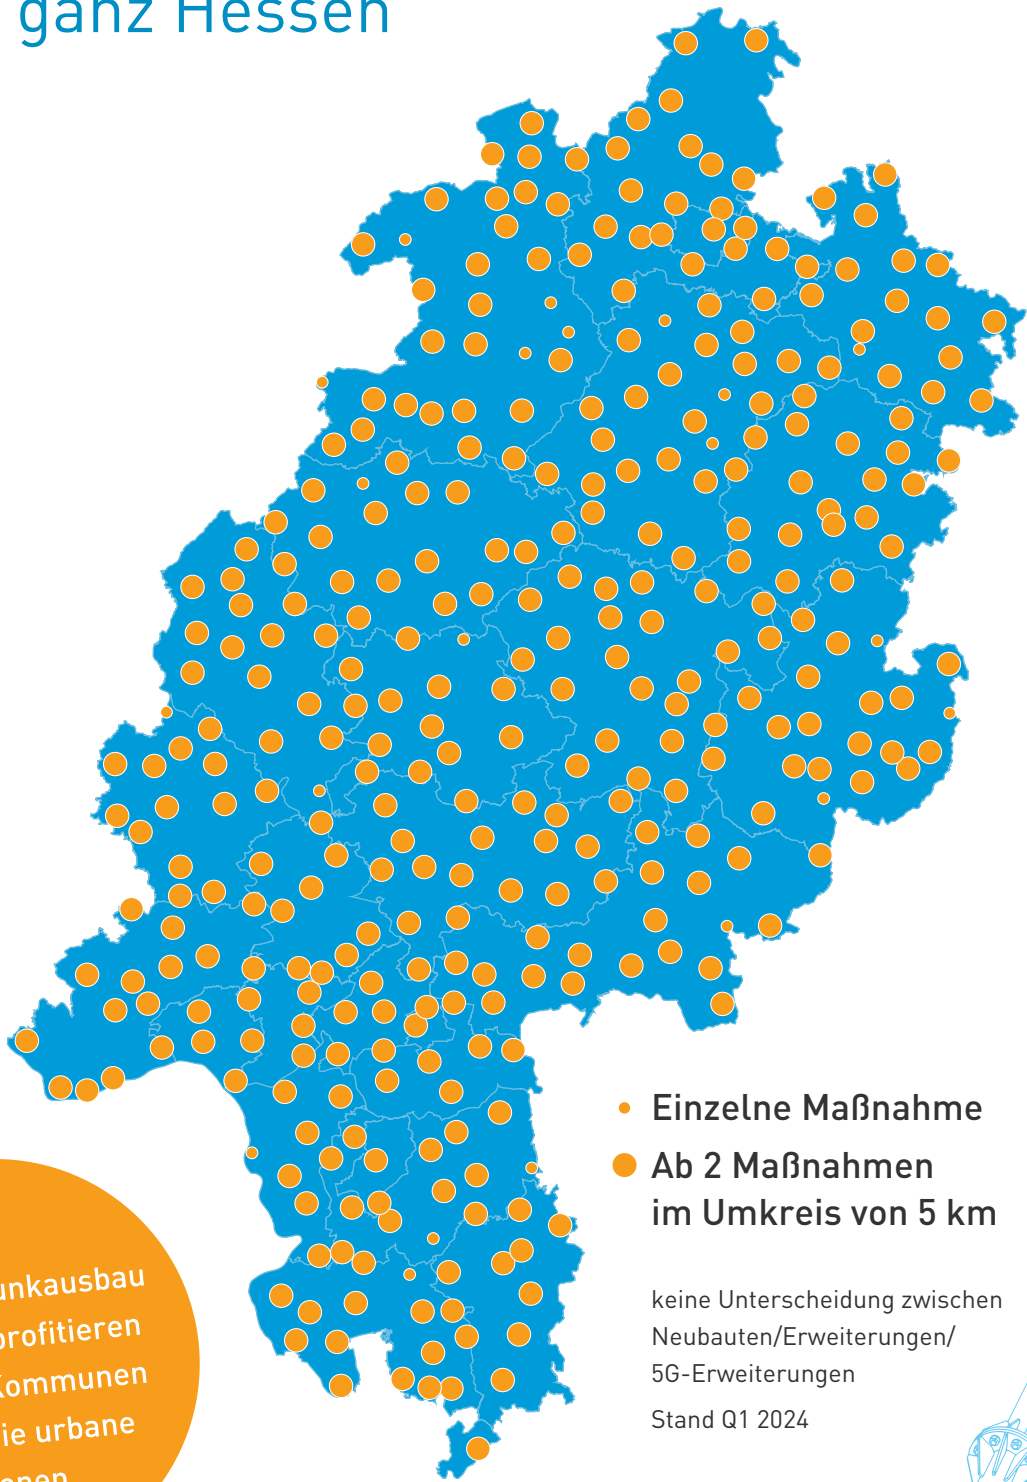 ganz Hessen
Einzelne Maßnahme
Ab 2 Maßnahmen
im Umkreis von 5 km
keine Unterscheidung zwischen
Neubauten/Erweiterungen/
5G-Erweiterungen
Stand Q1 2024
profitieren
urbane